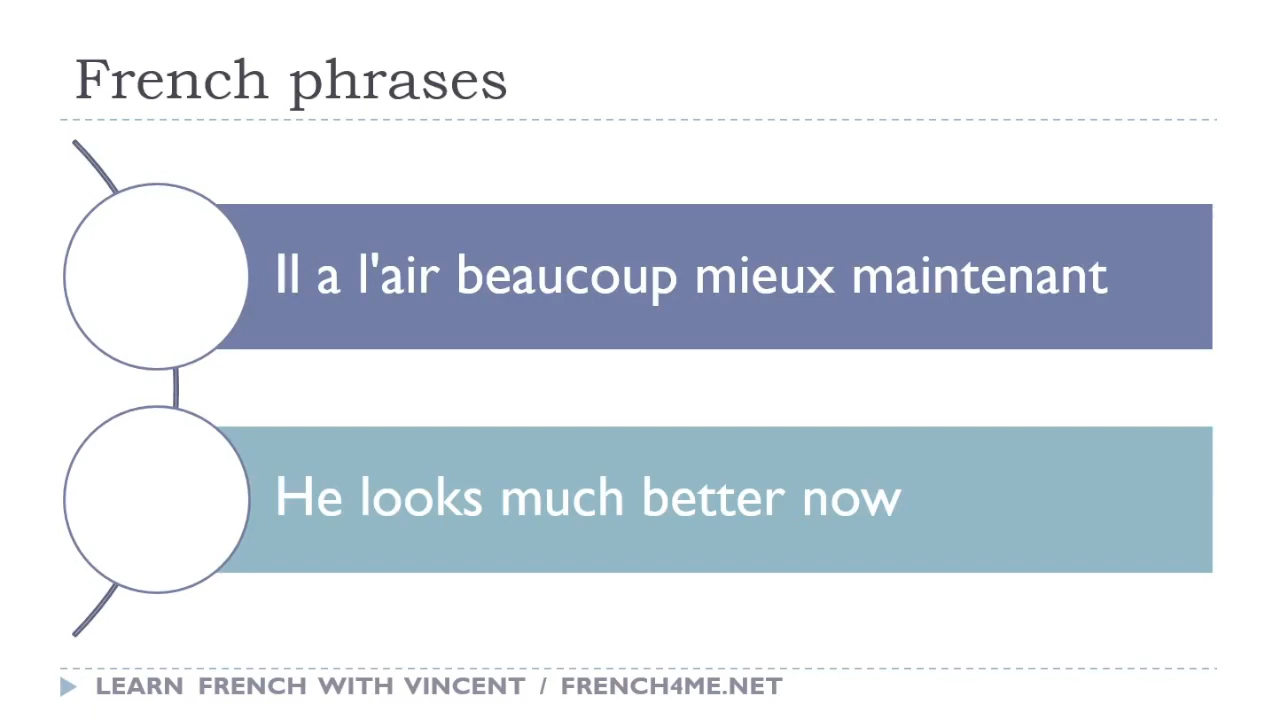 French phrases
Il a l'air beaucoup mieux maintenant
He looks much better now
LEARN FRENCH WITH VINCENT / FRENCH4ME.NET